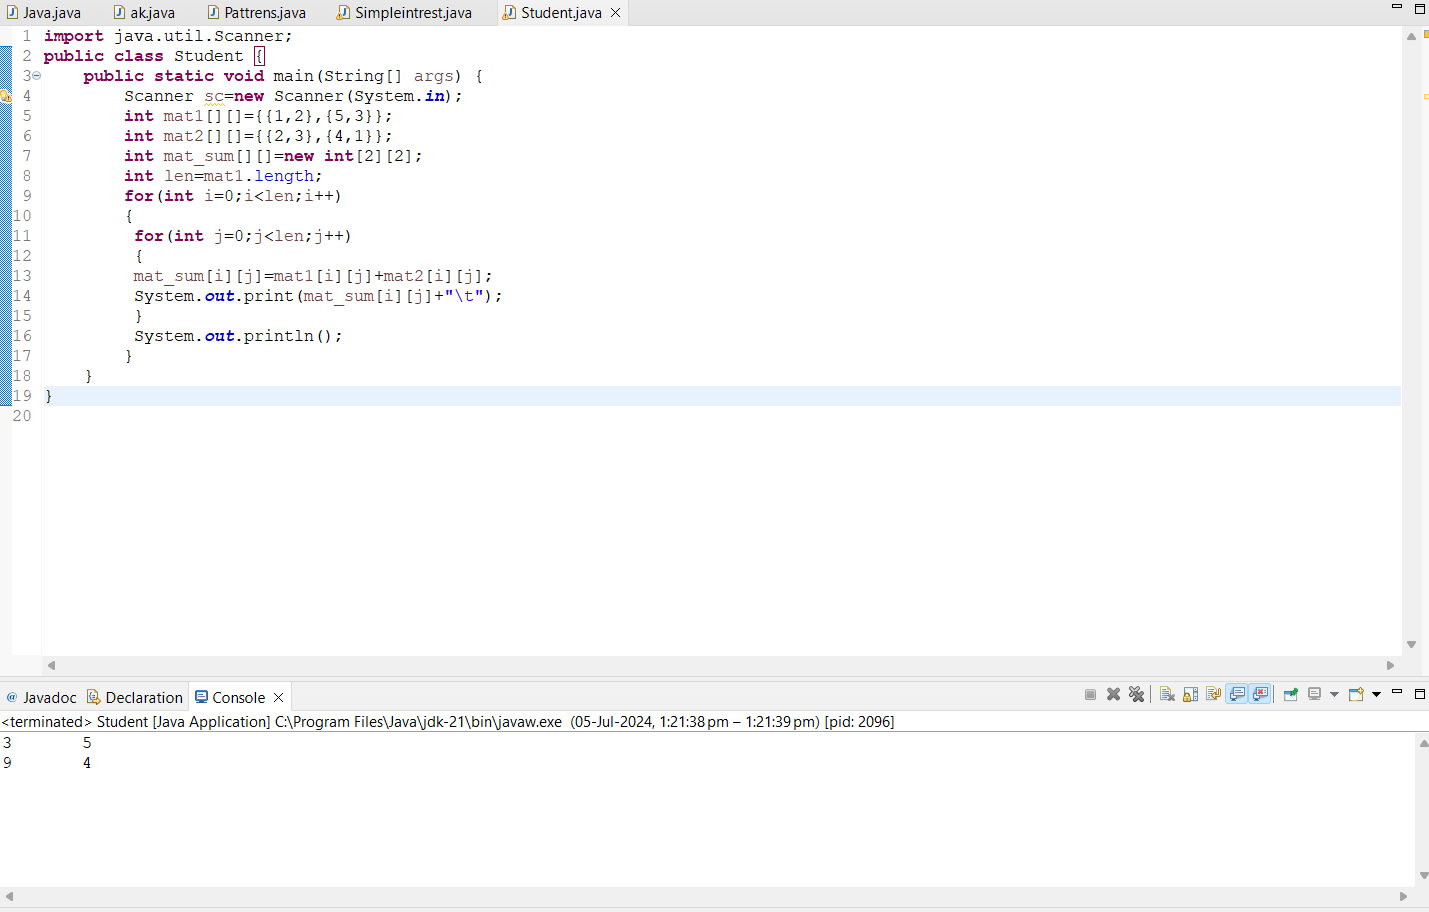 Java.java ak.java Pattrens.java Simpleintrest.java Student.java
1 import java.util.Scanner;
2 public class Student {
3 public static void main(String[] args) {
4 Scanner sc=new Scanner(System.in);
5 int mat1[][]={{1,2},{5,3}};
6 int mat2[][]={{2,3},{4,1}};
7 int mat_sum[][]=new int[2][2];
8 int len=mat1.length;
9 for(int i=0;i<len;i++)
10 {
11 for(int j=0;j<len;j++)
12 {
13 mat_sum[i][j]=mat1[i][j]+mat2[i][j];
14 System.out.print(mat_sum[i][j]+"\t");
15 }
16 System.out.println();
17 }
18 }
19 }
20
@ Javadoc Declaration Console
<terminated> Student [Java Application] C:\Program Files\Java\jdk-21\bin\javaw.exe (05-Jul-2024, 1:21:38 pm – 1:21:39 pm) [pid: 2096]
3 5
9 4